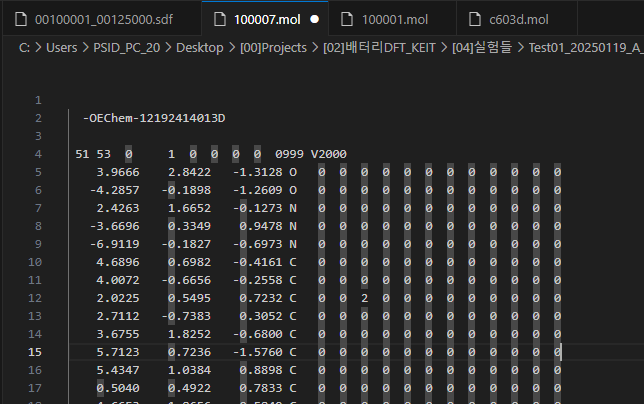 00100001_00125000.sdf 100007.mol 100001.mol c603d.mol
C: > Users > PSID_PC_20 > Desktop > [00]Projects > [02]배터리DFT_KEIT > [04]실험들 > Test01_20250119_A_
1
2 -OEChem-12192414013D
3
4 51 53 0 1 0 0 0 0 0999 V2000
5 3.9666 2.8422 -1.3128 O 0 0 0 0 0 0 0 0 0 0 0 0
6 -4.2857 -0.1898 -1.2609 O 0 0 0 0 0 0 0 0 0 0 0 0
7 2.4263 1.6652 -0.1273 N 0 0 0 0 0 0 0 0 0 0 0 0
8 -3.6696 0.3349 0.9478 N 0 0 0 0 0 0 0 0 0 0 0 0
9 -6.9119 -0.1827 -0.6973 N 0 0 0 0 0 0 0 0 0 0 0 0
10 4.6896 0.6982 -0.4161 C 0 0 0 0 0 0 0 0 0 0 0 0
11 4.0072 -0.6656 -0.2558 C 0 0 0 0 0 0 0 0 0 0 0 0
12 2.0225 0.5495 0.7232 C 0 0 2 0 0 0 0 0 0 0 0 0
13 2.7112 -0.7383 0.3052 C 0 0 0 0 0 0 0 0 0 0 0 0
14 3.6755 1.8252 -0.6800 C 0 0 0 0 0 0 0 0 0 0 0 0
15 5.7123 0.7236 -1.5760 C 0 0 0 0 0 0 0 0 0 0 0 0
16 5.4347 1.0384 0.8898 C 0 0 0 0 0 0 0 0 0 0 0 0
17 0.5040 0.4922 0.7833 C 0 0 0 0 0 0 0 0 0 0 0 0